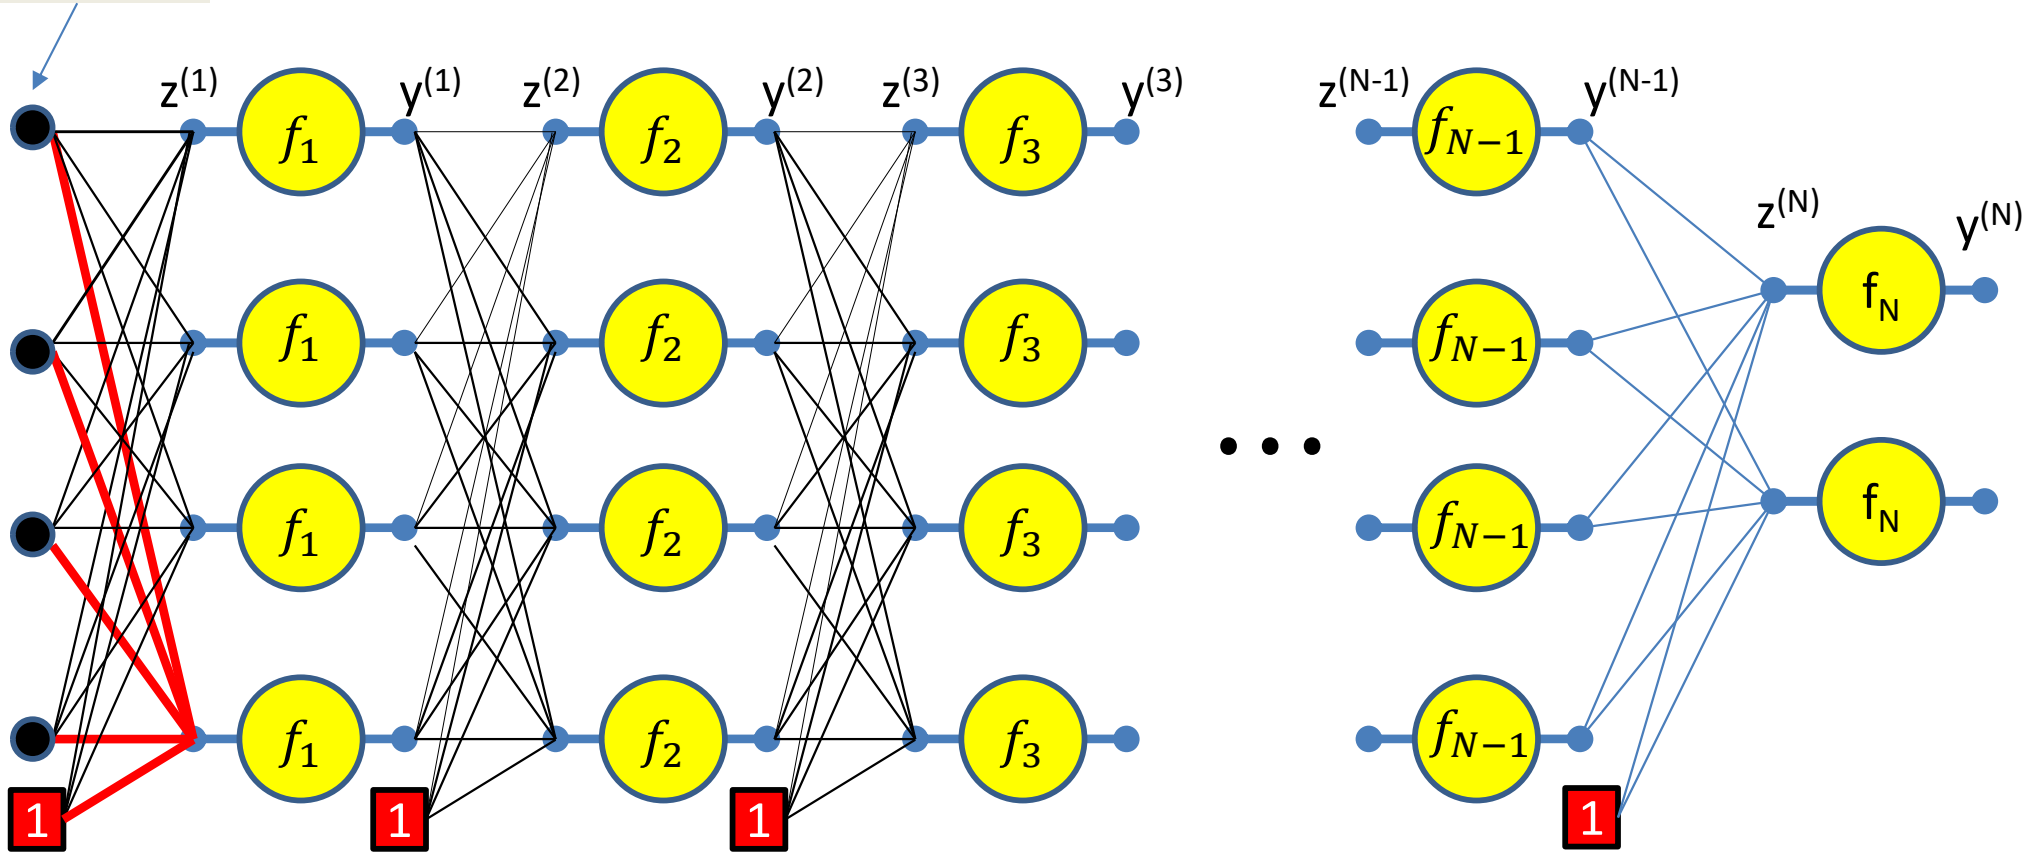 z(1) y(1) z(2) y(2) z(3) y(3) z(N-1) y(N-1)
f1 f2 f3 fN−1
z(N) y(N)
fN
f1 f2 f3 fN−1
f1 f2 f3 fN−1
fN
f1 f2 f3 fN−1
1 1 1 1